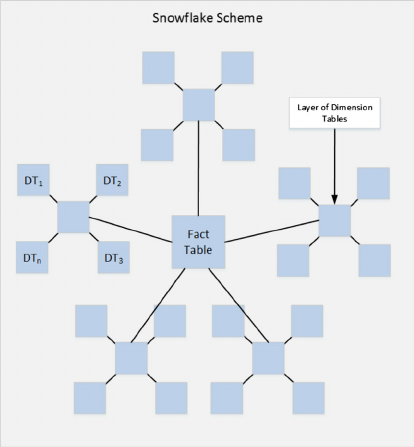 Snowflake Scheme
Layer of Dimension
Tables
DT₁
DT₂
Fact
Table
DTₙ
DT₃